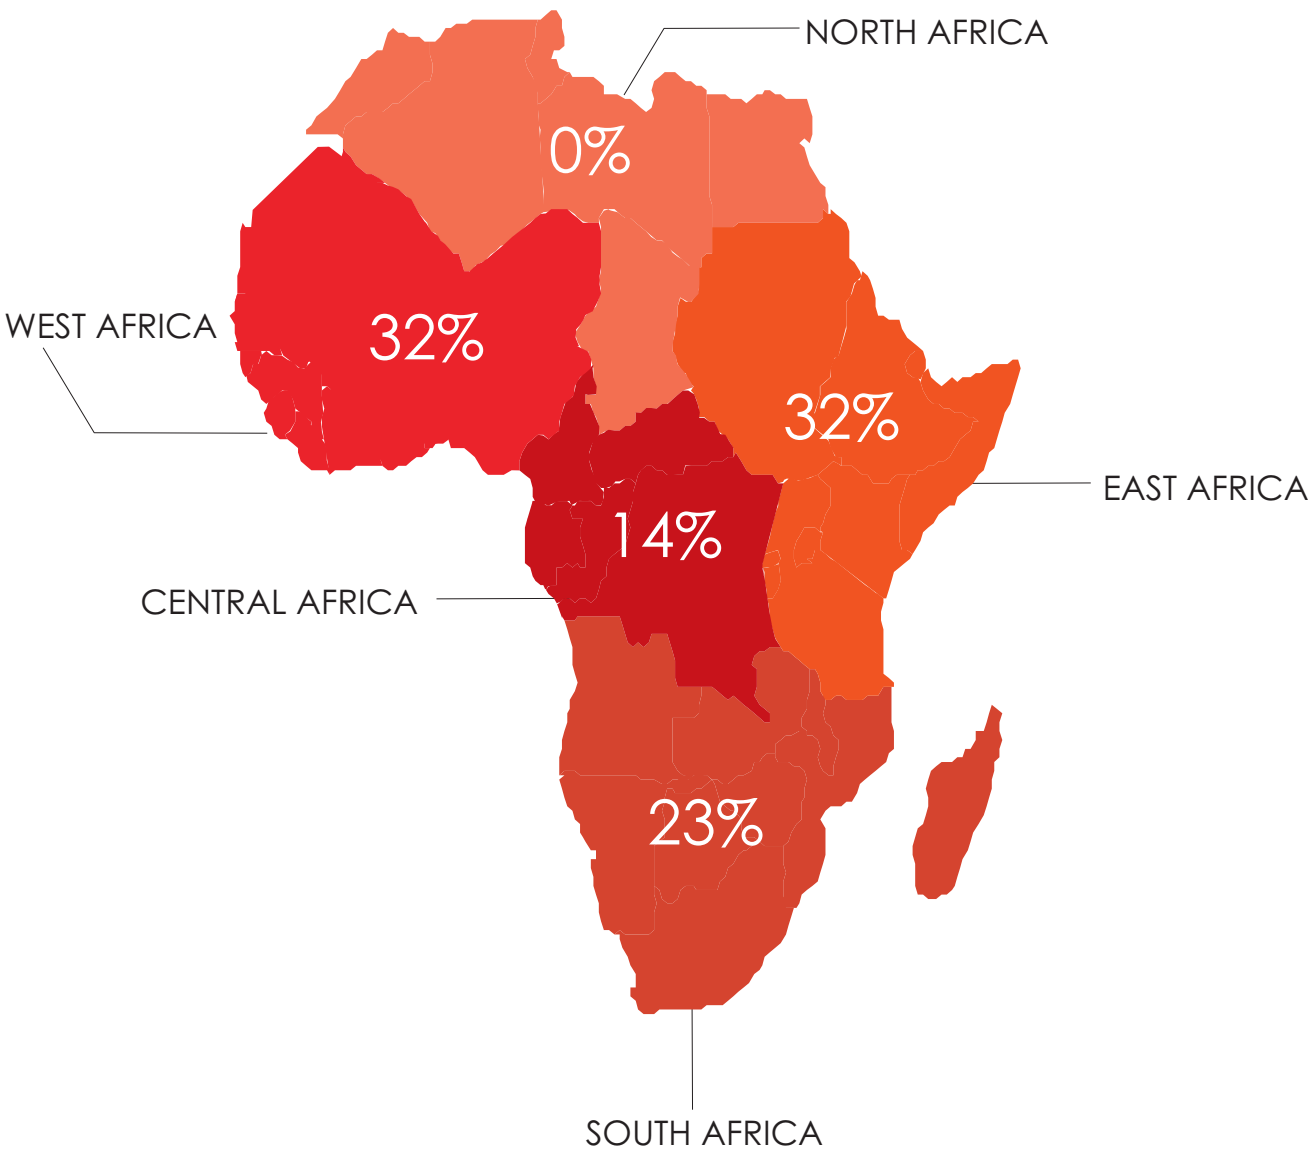 NORTH AFRICA
0%
WEST AFRICA
32%
32%
EAST AFRICA
14%
CENTRAL AFRICA
23%
SOUTH AFRICA